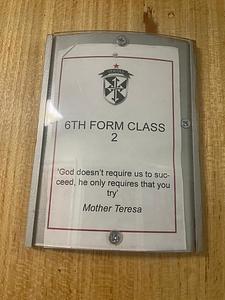 6TH FORM CLASS
2
'God doesn't require us to suc-
ceed, he only requires that you
try'
Mother Teresa